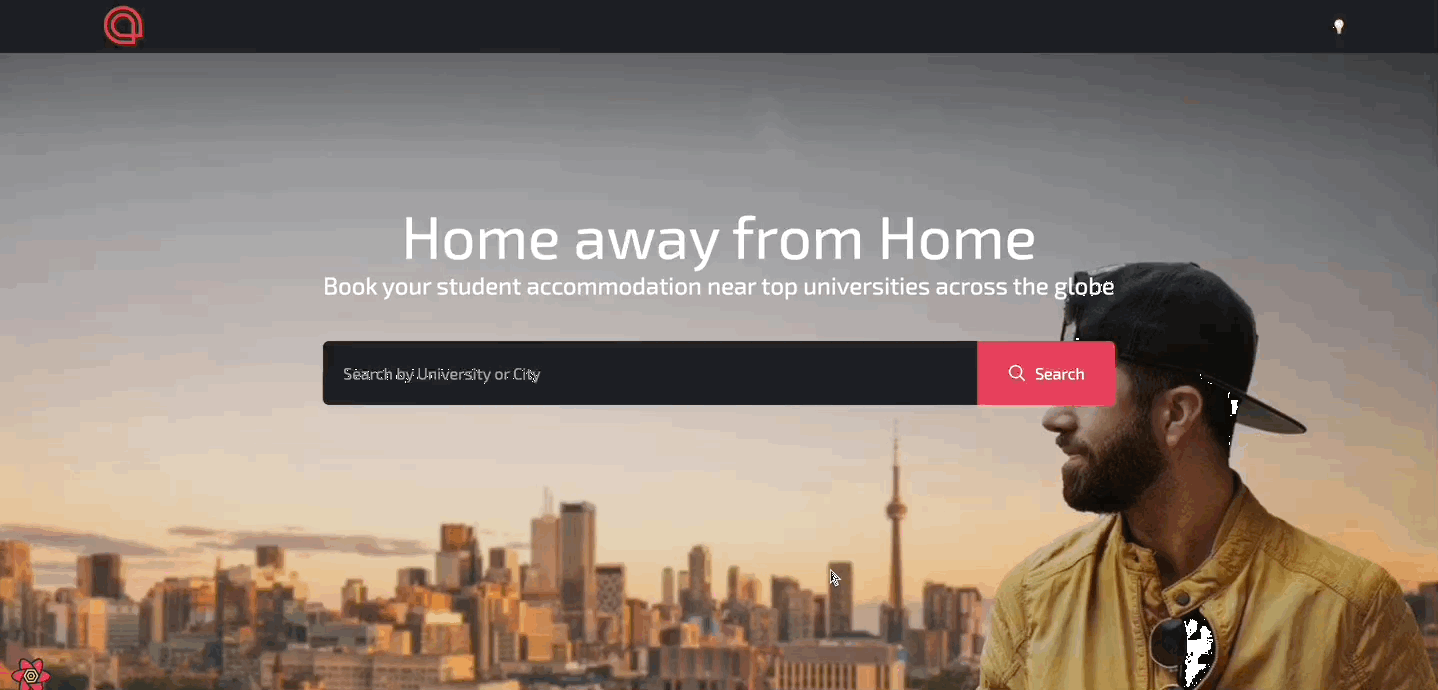 Home away from Home
Book your student accommodation near top universities across the globe
Search by University or City
Search